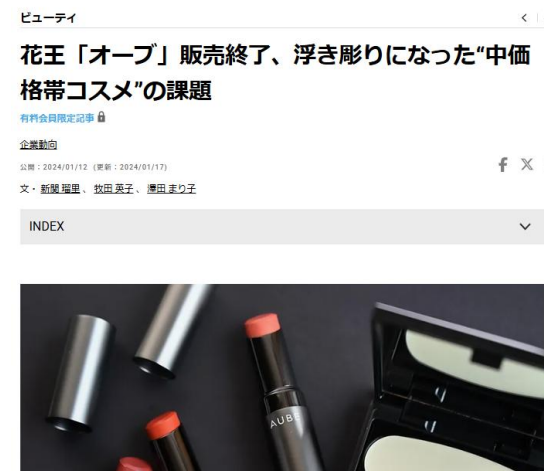 ビューティ
花王「オーブ」販売終了、浮き彫りになった“中価
格帯コスメ”の課題
有料会員限定記事
企業動向
公開：2024/01/12 (更新：2024/01/17)
文・新関 瑠里、牧田 英子、澤田 まり子
INDEX
AUBE